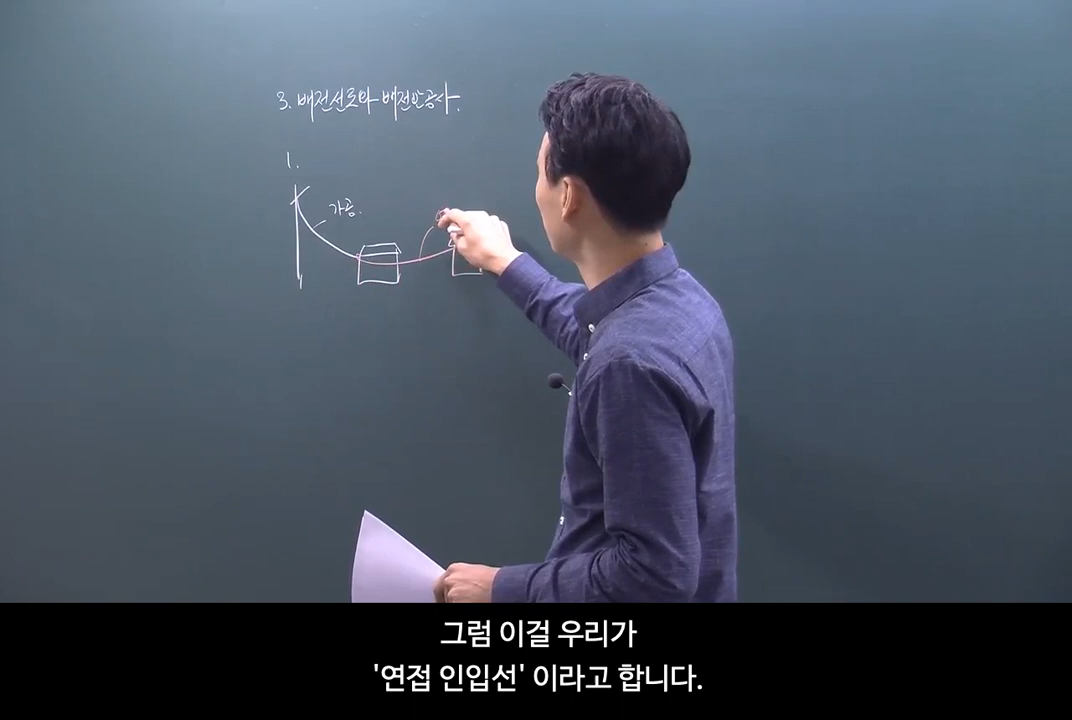 3. 배전선로와 배전반공사.
1.
가공.
그럼 이걸 우리가
'연접 인입선' 이라고 합니다.